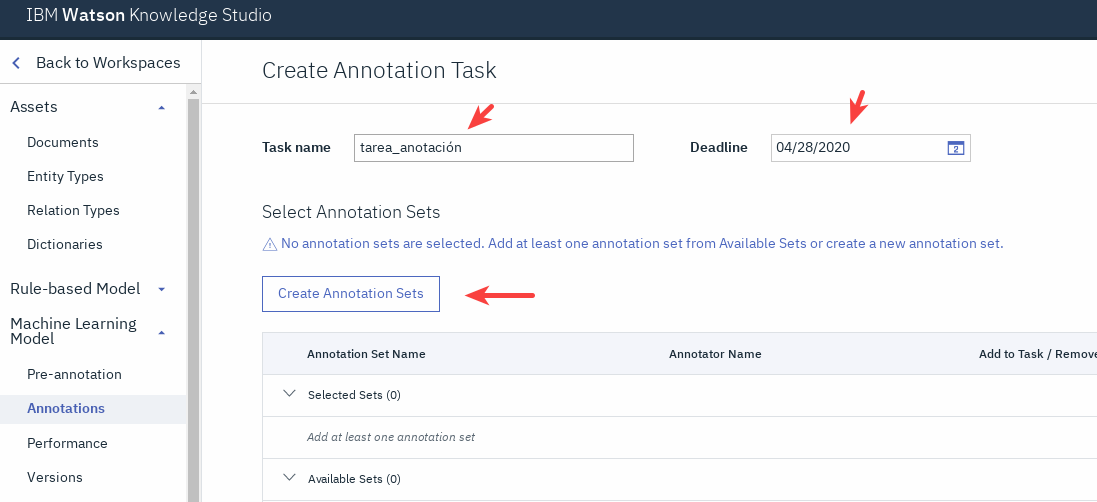 IBM Watson Knowledge Studio
Back to Workspaces
Assets
Documents
Entity Types
Relation Types
Dictionaries
Rule-based Model
Machine Learning
Model
Pre-annotation
Annotations
Performance
Versions
Create Annotation Task
Task name tarea_anotación Deadline 04/28/2020 2
Select Annotation Sets
No annotation sets are selected. Add at least one annotation set from Available Sets or create a new annotation set.
Create Annotation Sets
Annotation Set Name Annotator Name Add to Task / Remove
Selected Sets (0)
Add at least one annotation set
Available Sets (0)